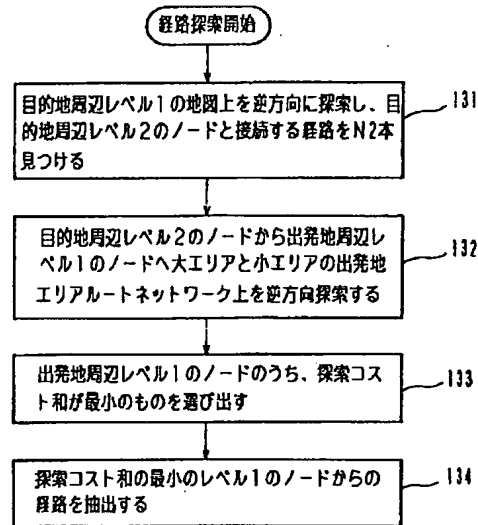 経路探索開始
目的地周辺レベル1の地図上を逆方向に探索し、目
的地周辺レベル2のノードと接続する経路をN2本
見つける
131
目的地周辺レベル2のノードから出発地周辺レ
ベル1のノードへ大エリアと小エリアの出発地
エリアルートネットワーク上を逆方向探索する
132
出発地周辺レベル1のノードのうち、探索コス
ト和が最小のものを選び出す
133
探索コスト和の最小のレベル1のノードからの
経路を抽出する
134